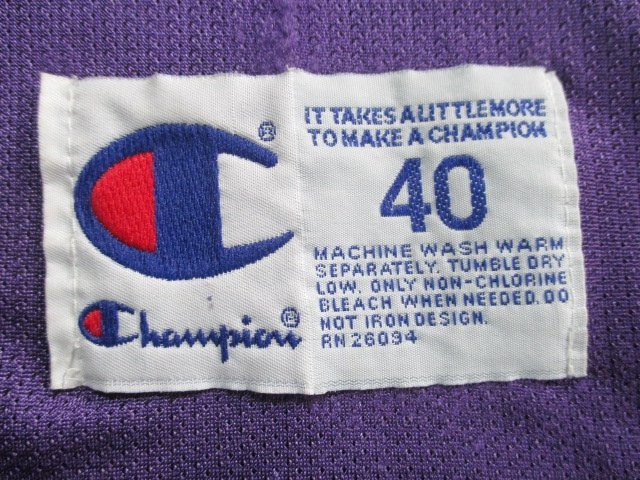 ®
Champion®
IT TAKES A LITTLE MORE
TO MAKE A CHAMPION
40
MACHINE WASH WARM
SEPARATELY. TUMBLE DRY
LOW. ONLY NON-CHLORINE
BLEACH WHEN NEEDED. DO
NOT IRON DESIGN.
RN 26094